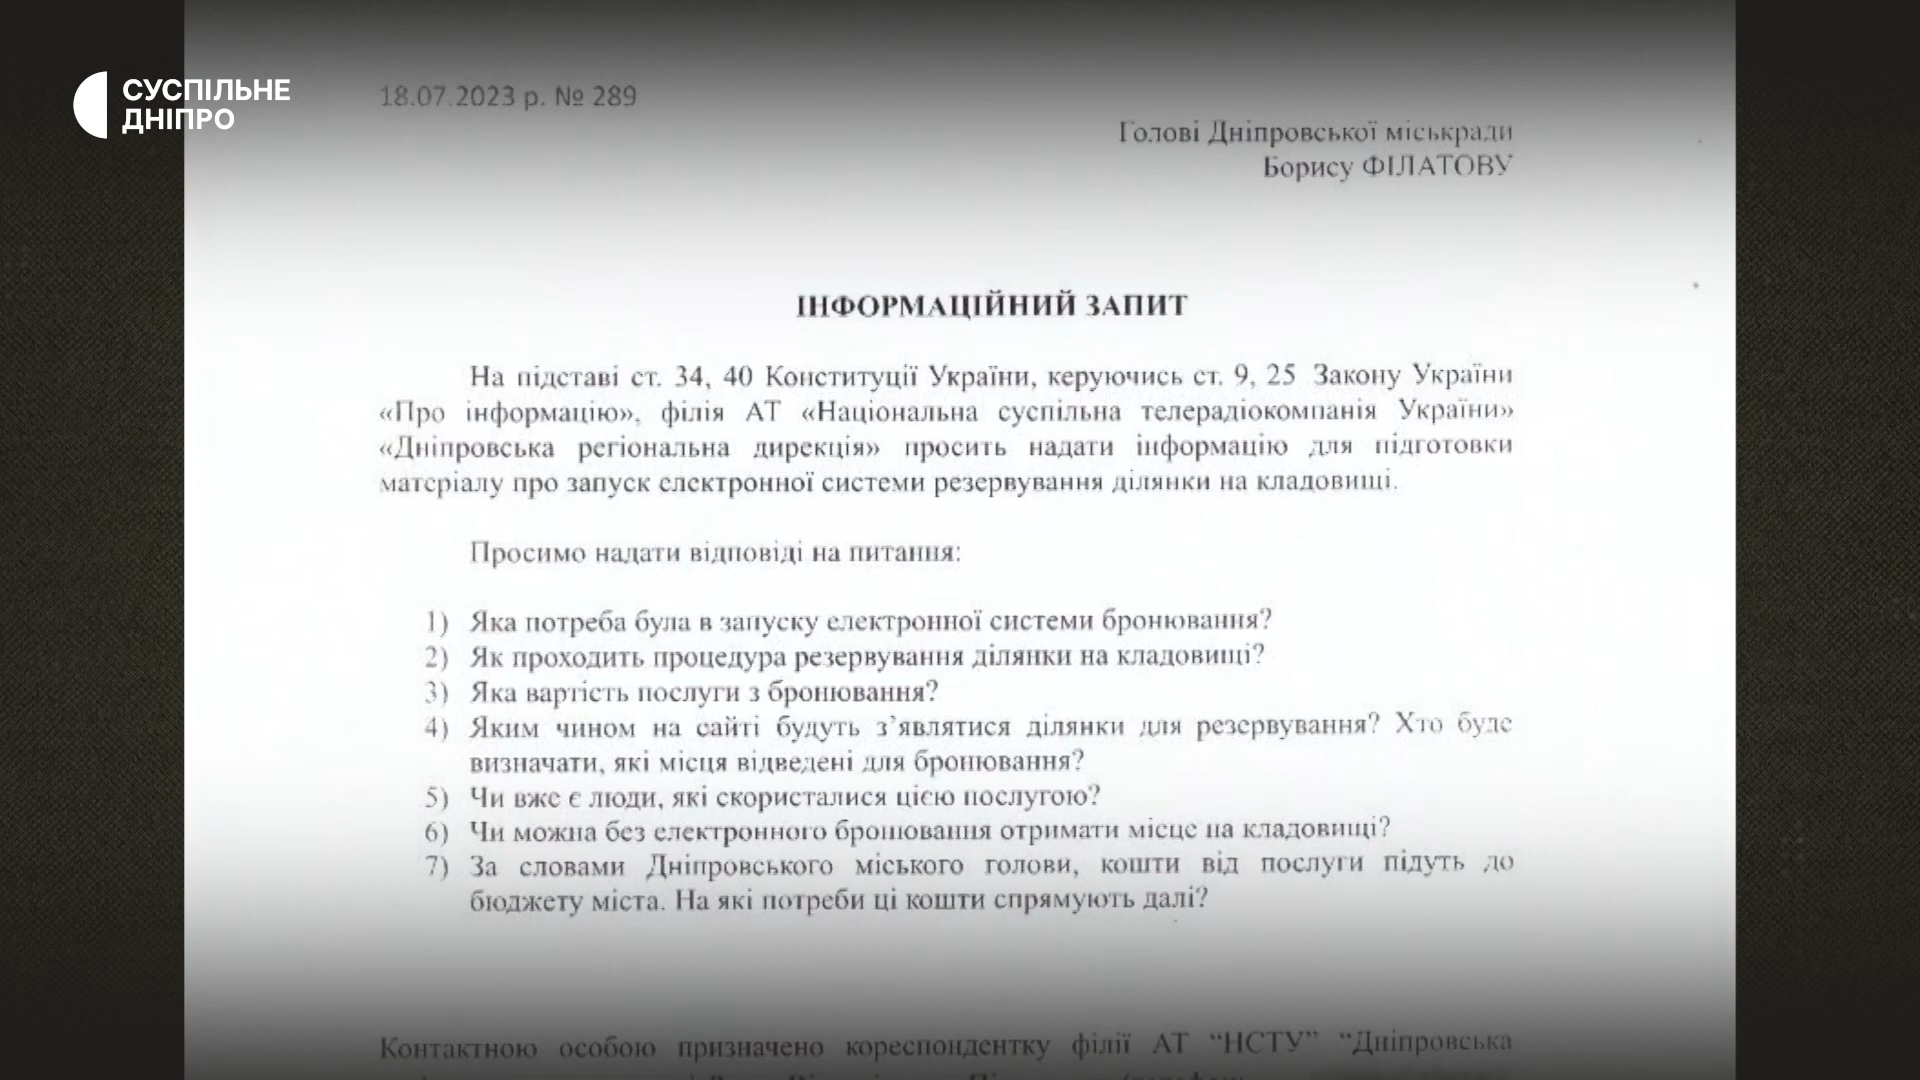 СУСПІЛЬНЕ
ДНІПРО
18.07.2023 р. № 289
Голові Дніпровської міськради
Борису ФІЛАТОВУ
ІНФОРМАЦІЙНИЙ ЗАПИТ
На підставі ст. 34, 40 Конституції України, керуючись ст. 9, 25 Закону України
«Про інформацію», філія АТ «Національна суспільна телерадіокомпанія України»
«Дніпровська регіональна дирекція» просить надати інформацію для підготовки
матеріалу про запуск електронної системи резервування ділянки на кладовищі.
Просимо надати відповіді на питання:
1) Яка потреба була в запуску електронної системи бронювання?
2) Як проходить процедура резервування ділянки на кладовищі?
3) Яка вартість послуги з бронювання?
4) Яким чином на сайті будуть з’являтися ділянки для резервування? Хто буде
визначати, які місця відведені для бронювання?
5) Чи вже є люди, які скористалися цією послугою?
6) Чи можна без електронного бронювання отримати місце на кладовищі?
7) За словами Дніпровського міського голови, кошти від послуги підуть до
бюджету міста. На які потреби ці кошти спрямують далі?
Контактною особою призначено кореспондентку філії АТ “НСТУ” “Дніпровська